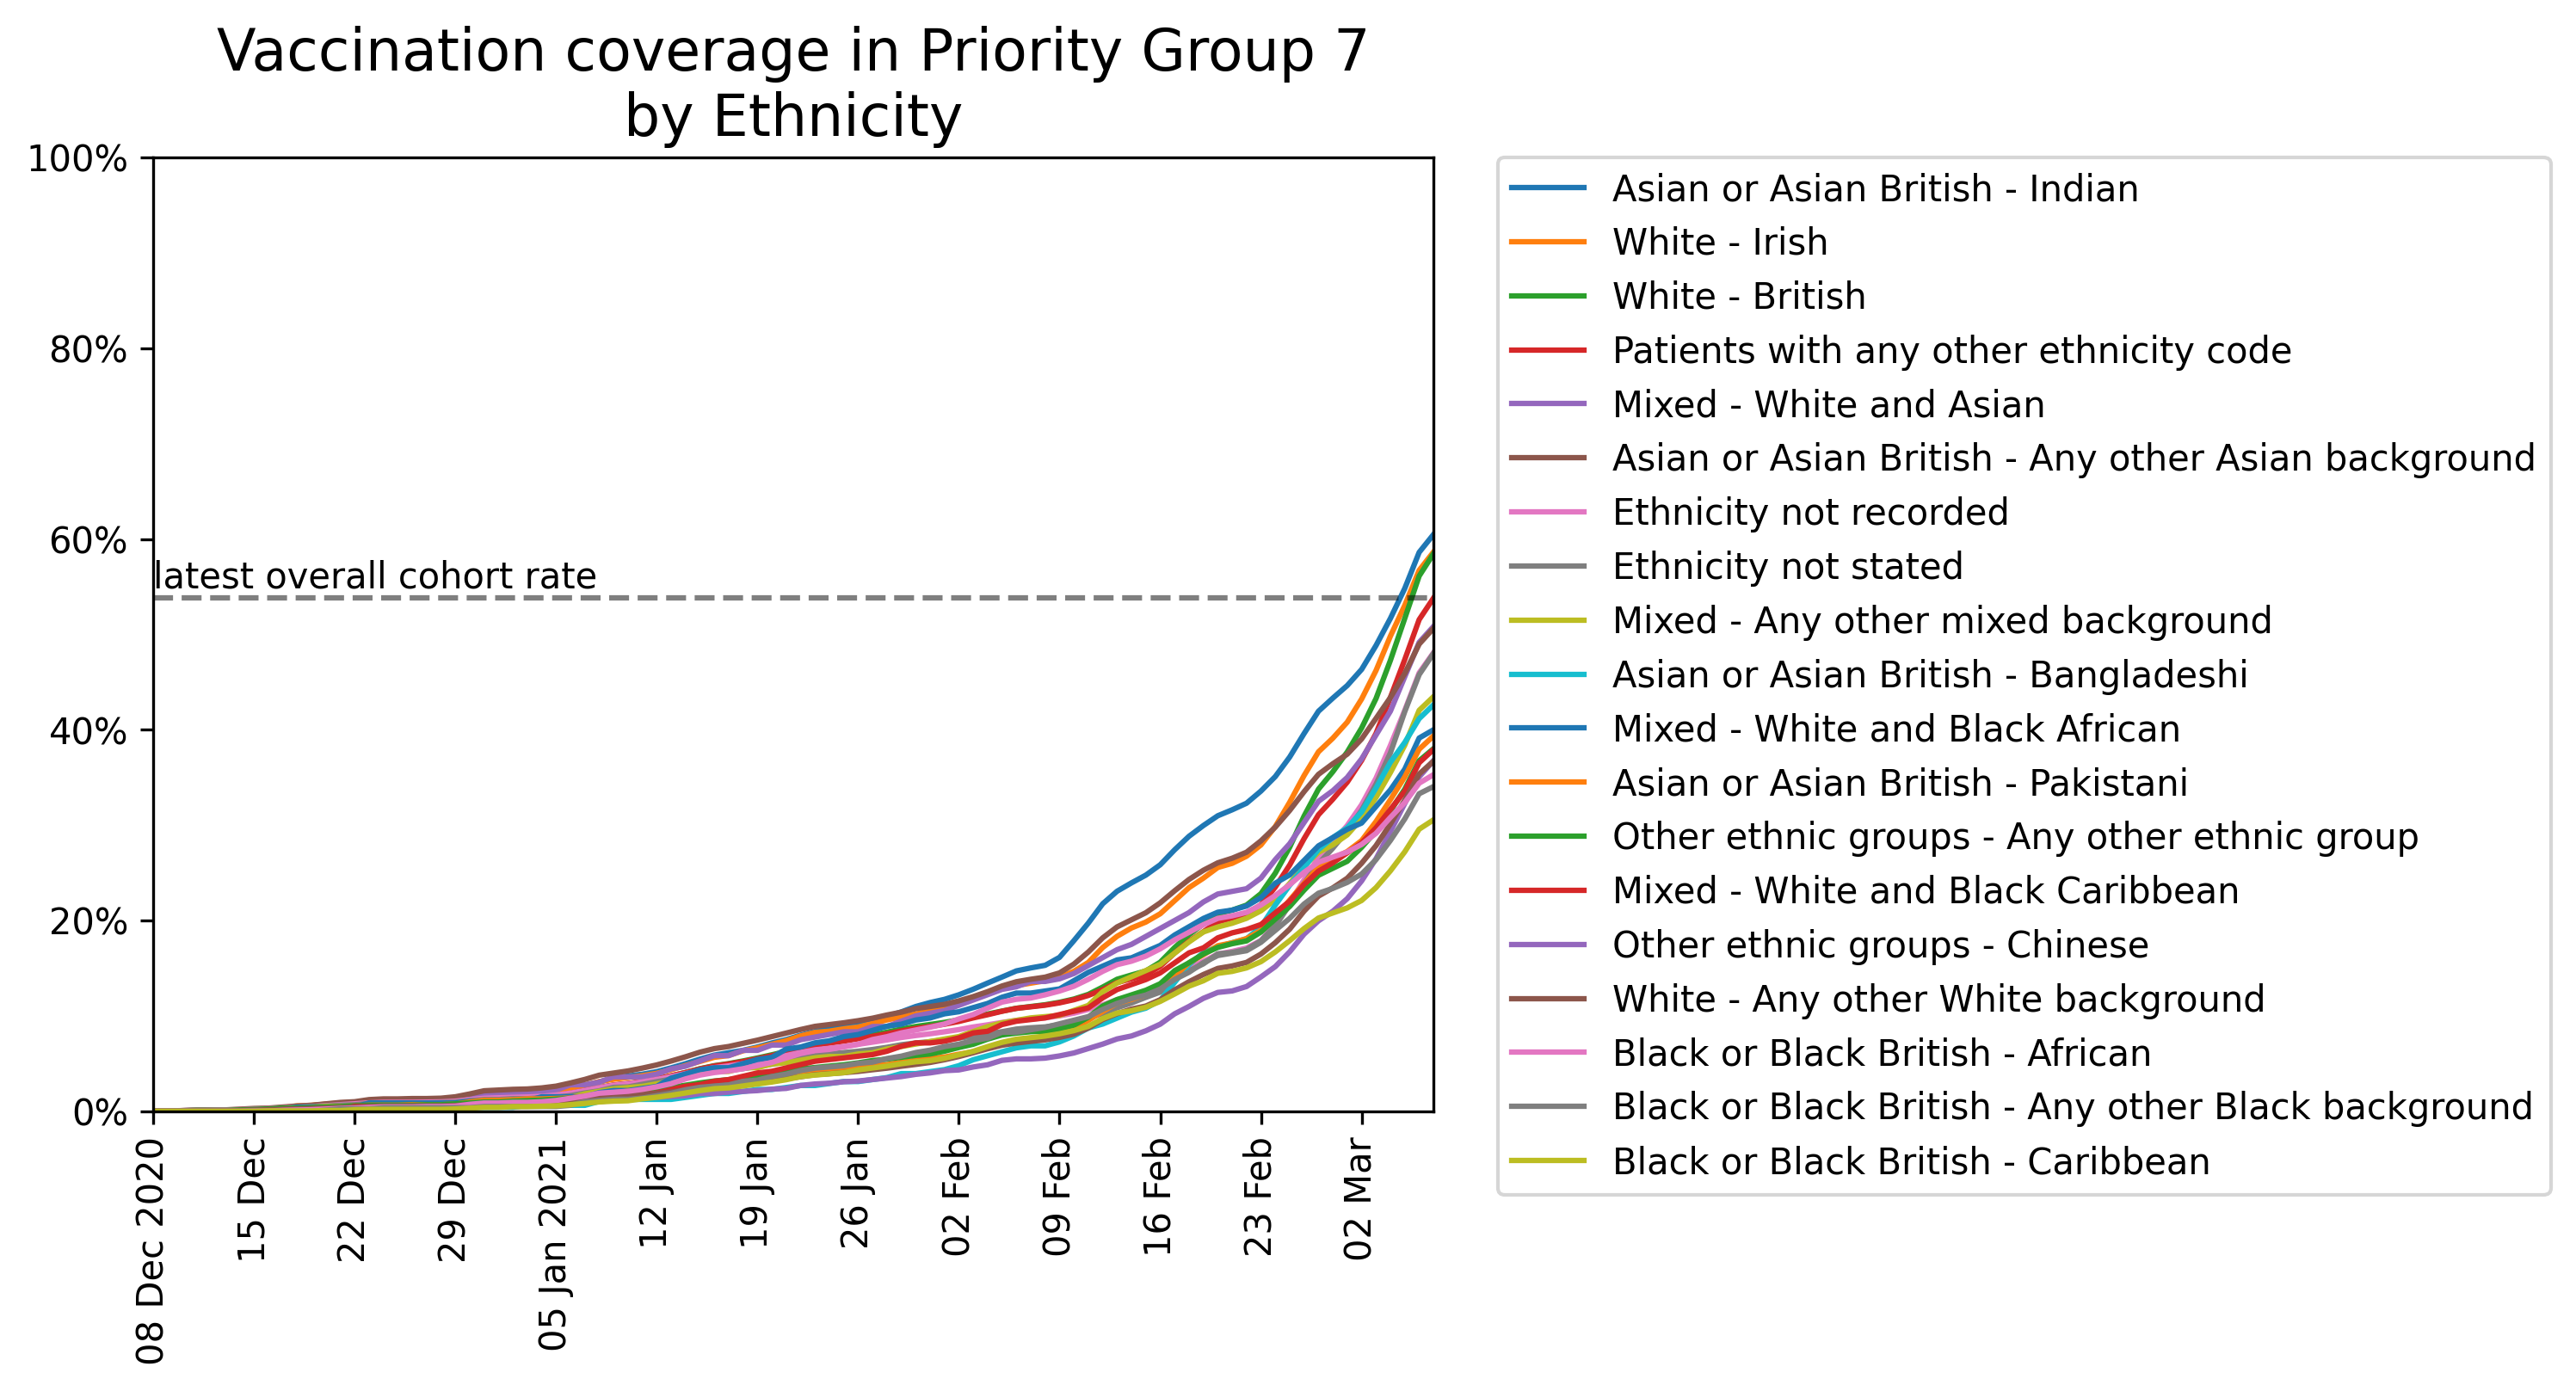 Vaccination coverage in Priority Group 7
by Ethnicity
100%
80%
60%
40%
20%
0%
latest overall cohort rate
08 Dec 2020
15 Dec
22 Dec
29 Dec
05 Jan 2021
12 Jan
19 Jan
26 Jan
02 Feb
09 Feb
16 Feb
23 Feb
02 Mar
Asian or Asian British - Indian
White - Irish
White - British
Patients with any other ethnicity code
Mixed - White and Asian
Asian or Asian British - Any other Asian background
Ethnicity not recorded
Ethnicity not stated
Mixed - Any other mixed background
Asian or Asian British - Bangladeshi
Mixed - White and Black African
Asian or Asian British - Pakistani
Other ethnic groups - Any other ethnic group
Mixed - White and Black Caribbean
Other ethnic groups - Chinese
White - Any other White background
Black or Black British - African
Black or Black British - Any other Black background
Black or Black British - Caribbean